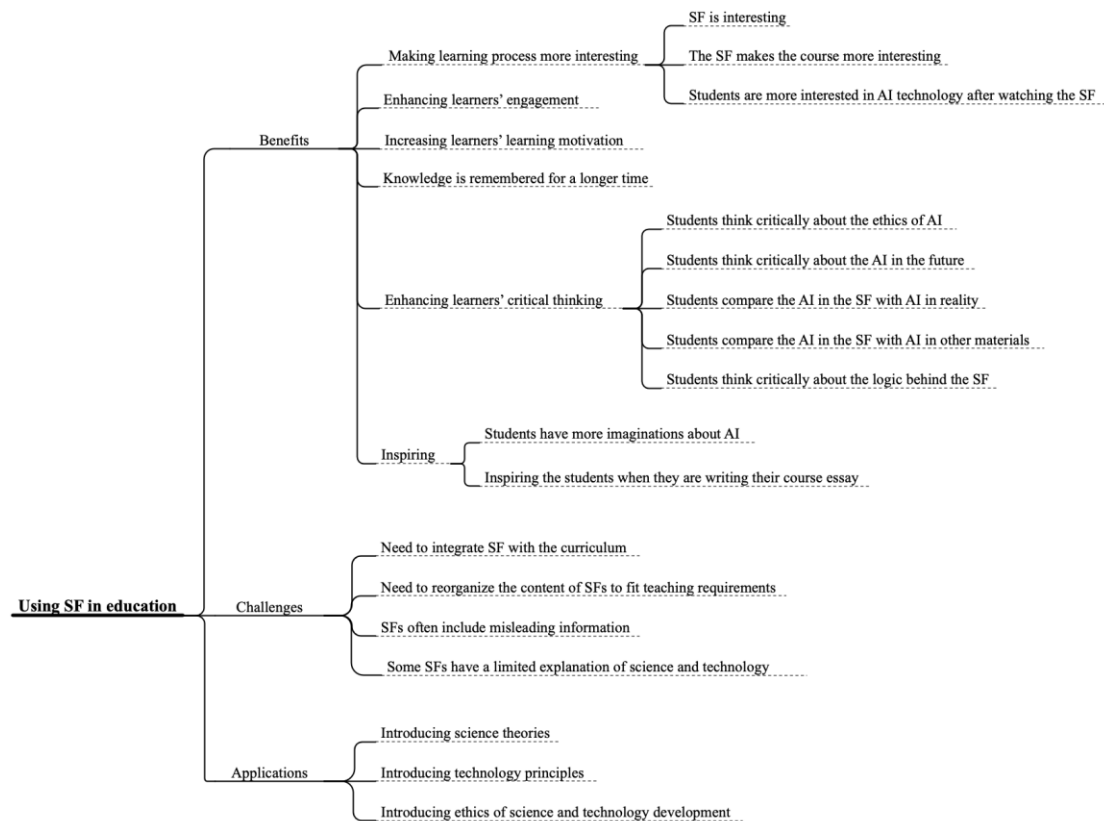 SF is interesting
Making learning process more interesting
The SF makes the course more interesting
Students are more interested in AI technology after watching the SF
Enhancing learners’ engagement
Benefits
Increasing learners’ learning motivation
Knowledge is remembered for a longer time
Students think critically about the ethics of AI
Students think critically about the AI in the future
Enhancing learners’ critical thinking
Students compare the AI in the SF with AI in reality
Students compare the AI in the SF with AI in other materials
Students think critically about the logic behind the SF
Students have more imaginations about AI
Inspiring
Inspiring the students when they are writing their course essay
Using SF in education
Need to integrate SF with the curriculum
Need to reorganize the content of SFs to fit teaching requirements
Challenges
SFs often include misleading information
Some SFs have a limited explanation of science and technology
Introducing science theories
Applications
Introducing technology principles
Introducing ethics of science and technology development